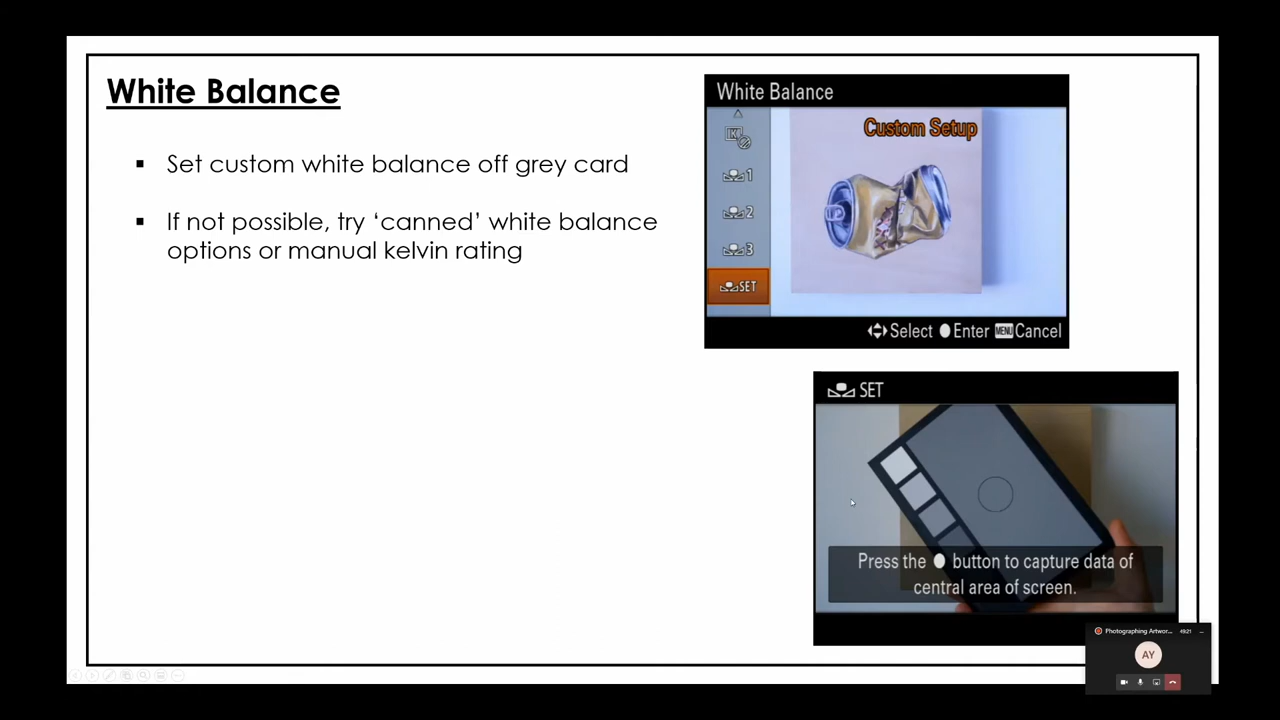 White Balance
Set custom white balance off grey card
If not possible, try ‘canned’ white balance
options or manual kelvin rating
White Balance
Custom Setup
K
1
2
3
SET
Select Enter MENU Cancel
SET
Press the button to capture data of
central area of screen.
Photographing Artwor... 49:21
AY